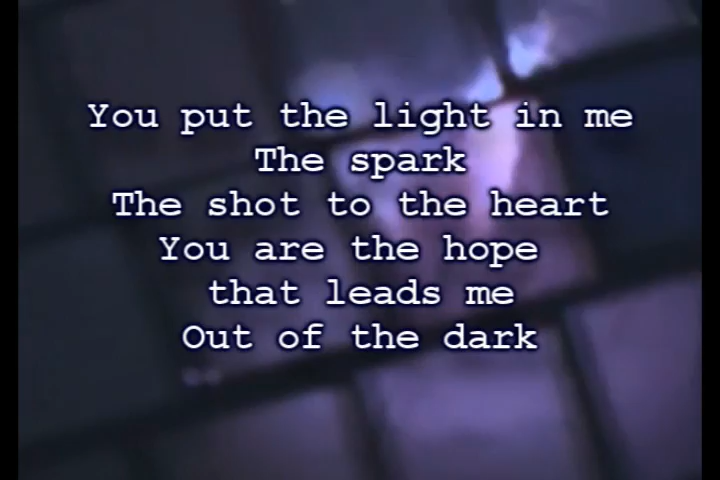 You put the light in me
The spark
The shot to the heart
You are the hope
that leads me
Out of the dark